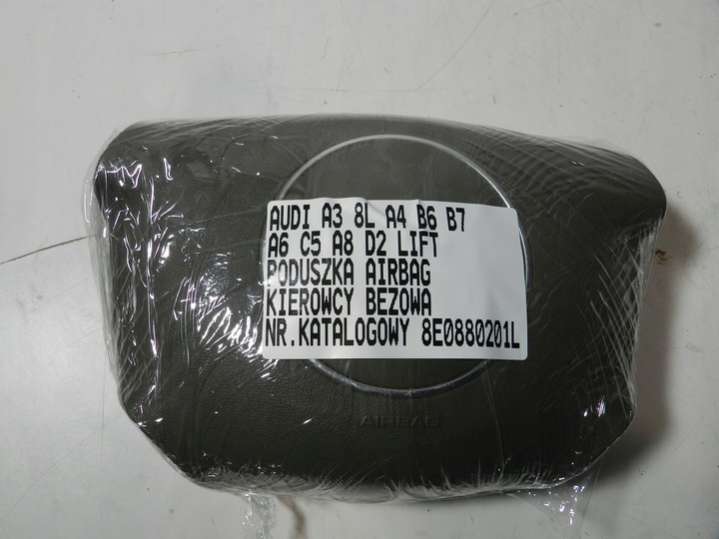 AUDI A3 8L A4 B6 B7
A6 C5 A8 D2 LIFT
PODUSZKA AIRBAG
KIEROWCY BEZOWA
NR.KATALOGOWY 8E0880201L
AIRBAG